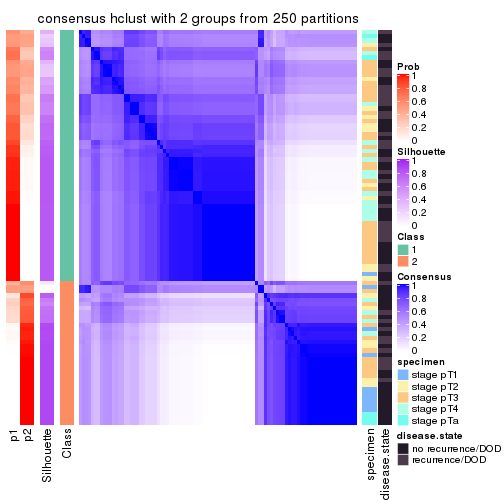 consensus hclust with 2 groups from 250 partitions
Prob
1
0.8
0.6
0.4
0.2
0
Silhouette
1
0.8
0.6
0.4
0.2
0
Class
1
2
Consensus
1
0.8
0.6
0.4
0.2
0
specimen
stage pT1
stage pT2
stage pT3
stage pT4
stage pTa
disease.state
no recurrence/DOD
recurrence/DOD
p1
p2
Silhouette
Class
specimen
disease.state